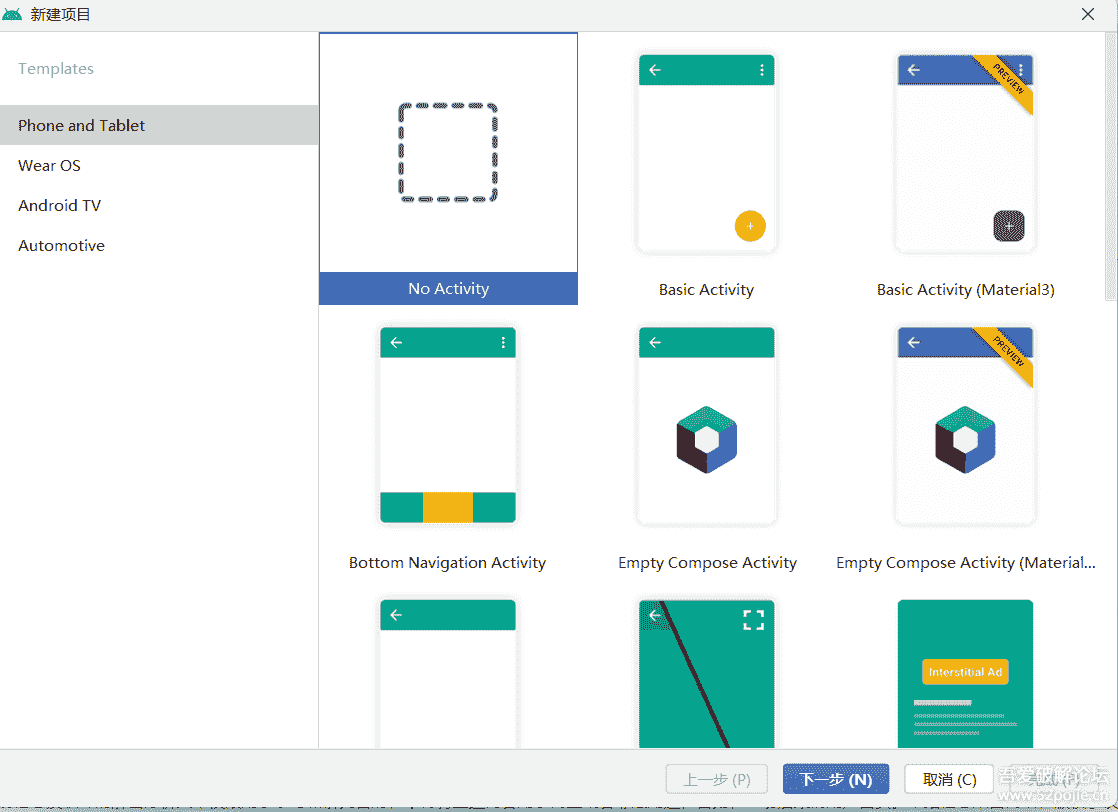 新建项目
Templates
Phone and Tablet
Wear OS
Android TV
Automotive
No Activity
Basic Activity
PREVIEW
Basic Activity (Material3)
Bottom Navigation Activity
Empty Compose Activity
PREVIEW
Empty Compose Activity (Material...
Interstitial Ad
上一步 (P)
下一步 (N)
取消 (C)
吾爱破解论坛
www.52pojie.cn